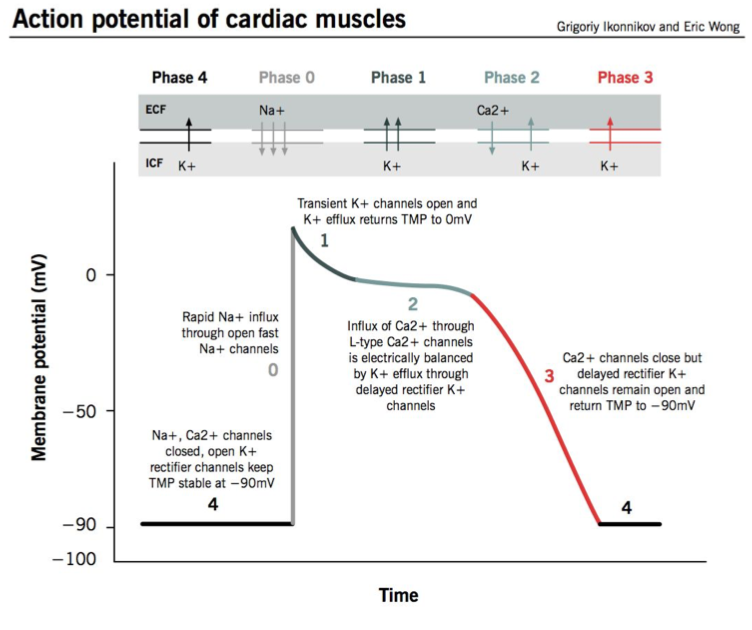 Action potential of cardiac muscles
Grigoriy Ikonnikov and Eric Wong
Phase 4 Phase 0 Phase 1 Phase 2 Phase 3
ECF Na+ Ca2+
ICF K+ K+ K+ K+
Transient K+ channels open and
K+ efflux returns TMP to 0mV
1
0
Rapid Na+ influx
through open fast
Na+ channels
0
2
Influx of Ca2+ through
L-type Ca2+ channels
is electrically balanced
by K+ efflux through
delayed rectifier K+
channels
3
Ca2+ channels close but
delayed rectifier K+
channels remain open and
return TMP to −90mV
Membrane potential (mV)
−50
Na+, Ca2+ channels
closed, open K+
rectifier channels keep
TMP stable at −90mV
4
4
−90
−100
Time